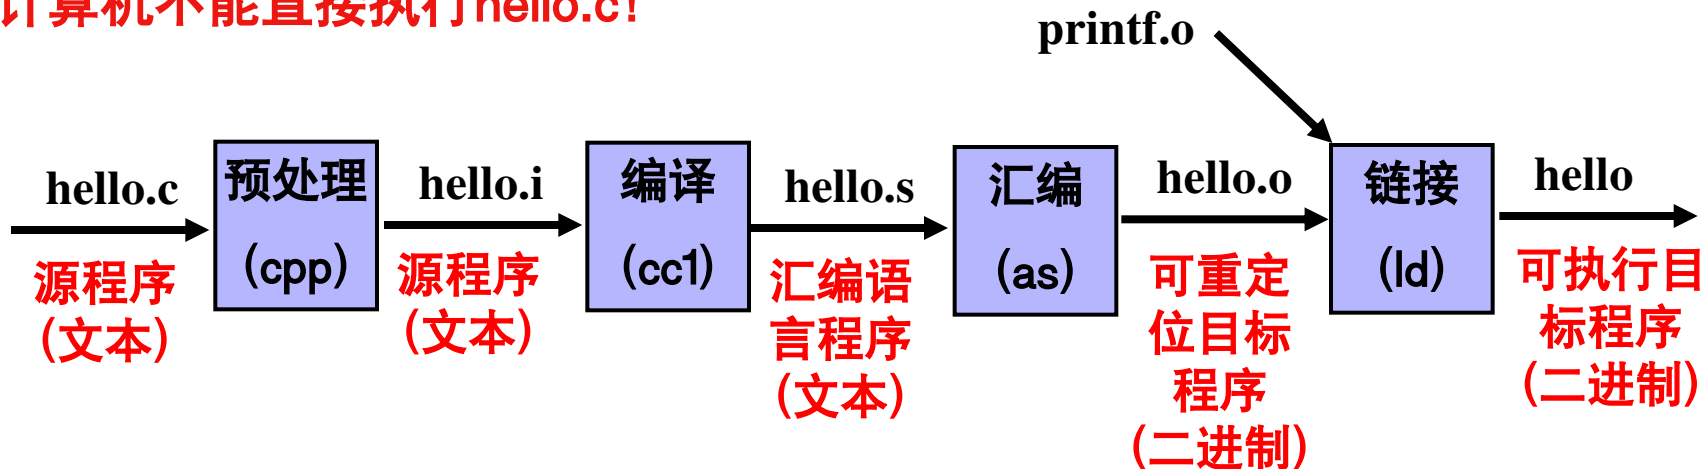 计算机不能直接执行hello.c!
printf.o
hello.c
源程序
(文本)
预处理
(cpp)
hello.i
源程序
(文本)
编译
(cc1)
hello.s
汇编语
言程序
(文本)
汇编
(as)
hello.o
可重定
位目标
程序
(二进制)
链接
(ld)
hello
可执行目
标程序
(二进制)